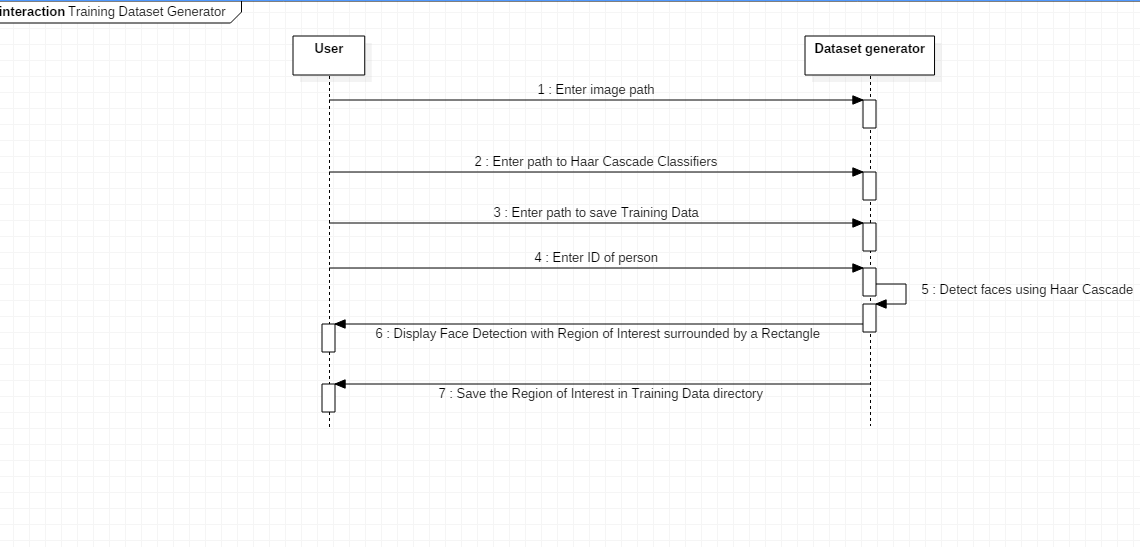 interaction Training Dataset Generator
User
Dataset generator
1 : Enter image path
2 : Enter path to Haar Cascade Classifiers
3 : Enter path to save Training Data
4 : Enter ID of person
5 : Detect faces using Haar Cascade
6 : Display Face Detection with Region of Interest surrounded by a Rectangle
7 : Save the Region of Interest in Training Data directory